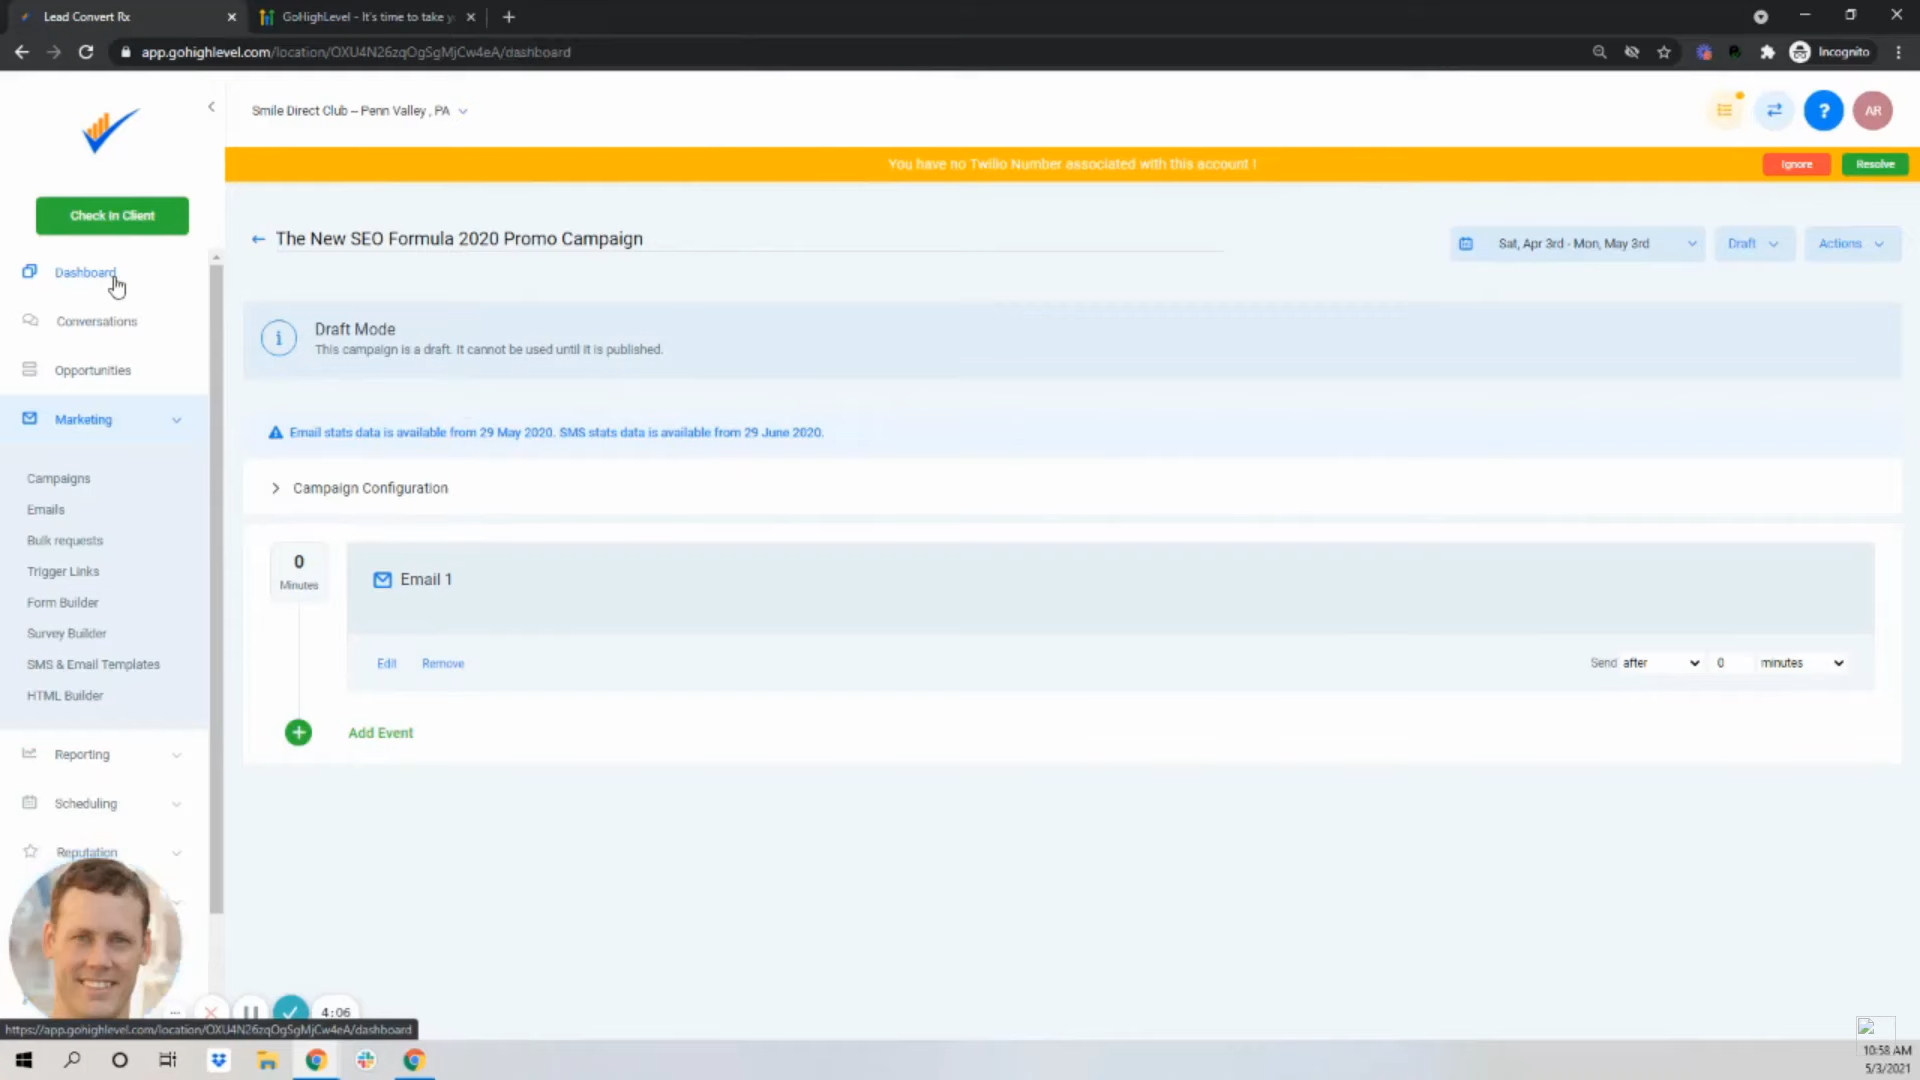 Lead Convert Rx
GoHighLevel - It's time to take y
app.gohighlevel.com/location/OXU4N26zqOgSgMjCw4eA/dashboard
Incognito
Smile Direct Club – Penn Valley , PA
?
AR
You have no Twilio Number associated with this account !
Ignore
Resolve
Check In Client
The New SEO Formula 2020 Promo Campaign
Sat, Apr 3rd - Mon, May 3rd
Draft
Actions
Dashboard
Conversations
Opportunities
Marketing
Campaigns
Emails
Bulk requests
Trigger Links
Form Builder
Survey Builder
SMS & Email Templates
HTML Builder
Reporting
Scheduling
Reputation
Draft Mode
This campaign is a draft. It cannot be used until it is published.
Email stats data is available from 29 May 2020. SMS stats data is available from 29 June 2020.
Campaign Configuration
0
Minutes
Email 1
Edit
Remove
Send after 0 minutes
Add Event
4:06
https://app.gohighlevel.com/location/OXU4N26zqOgSgMjCw4eA/dashboard
10:58 AM
5/3/2021